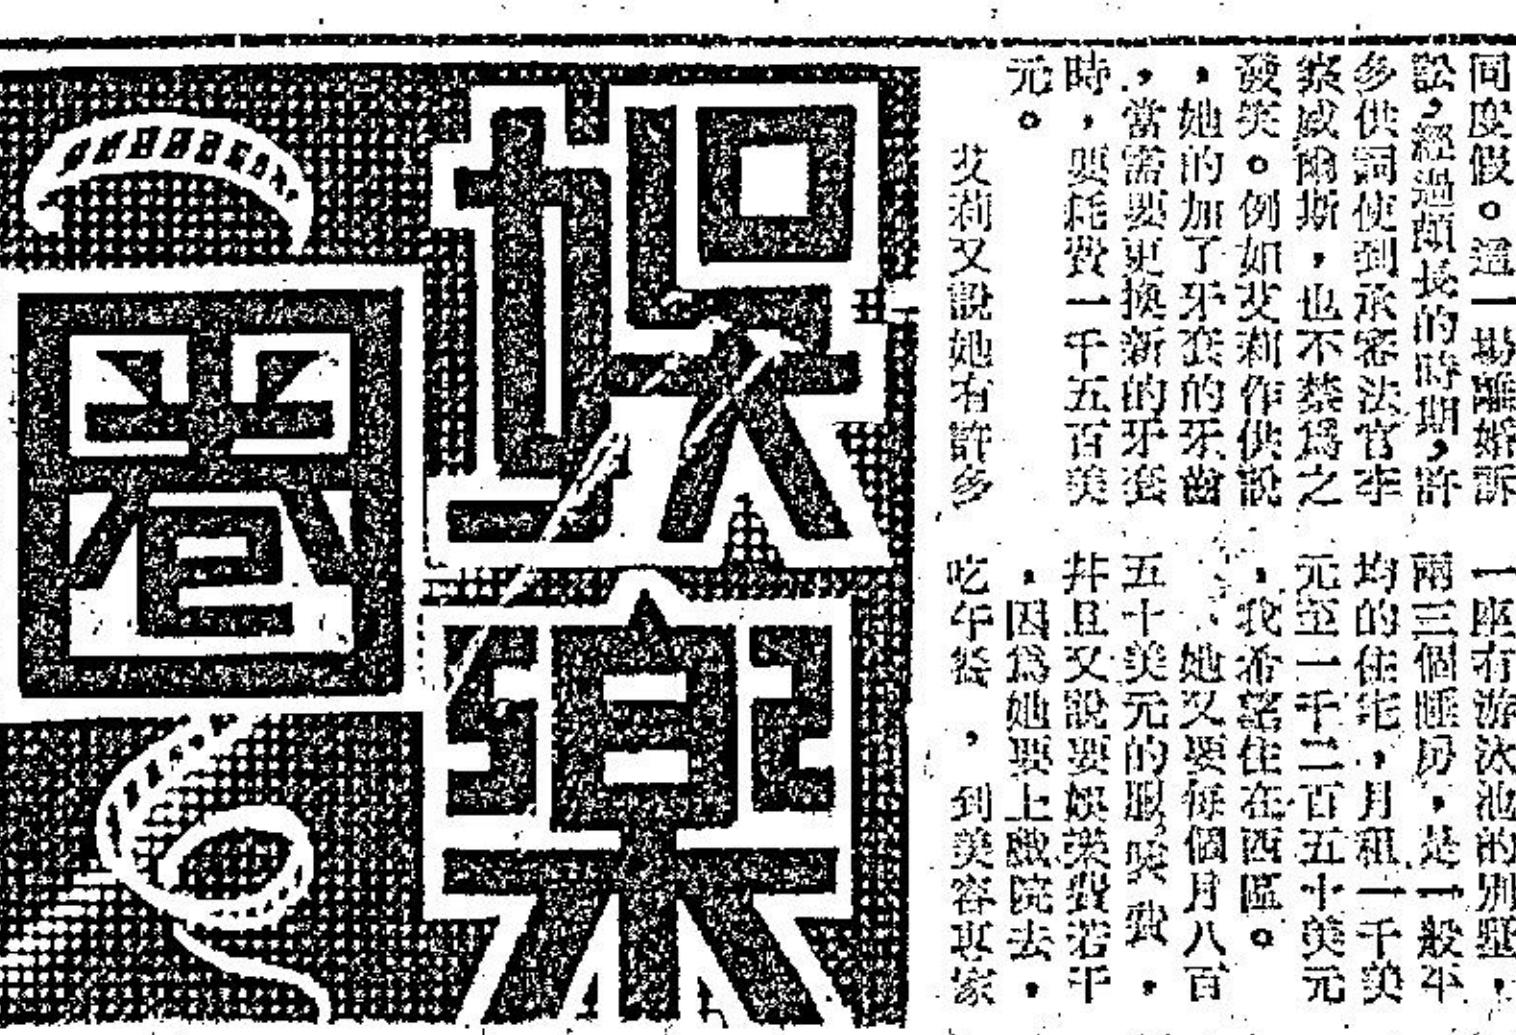 同度假。這一場離婚訴
訟，經過頗長的時期，許
多供詞使到承審法官李
察威爾斯，也不禁爲之
發笑。例如艾莉作供說
，她的加了牙套的牙齒
，當需要更換新的牙套
時，要耗費一千五百美
元。
艾莉又說她有許多
一座有游泳池的別墅，
兩三個睡房，是一般平
均的住宅，月租一千美
元至一千二百五十美元
，我希望住在西區。
她又要每個月八百
五十美元的服裝費，
幷且又說要娛樂費若干
，因爲她要上戲院去，
吃午餐，到美容專家
娛樂
圈